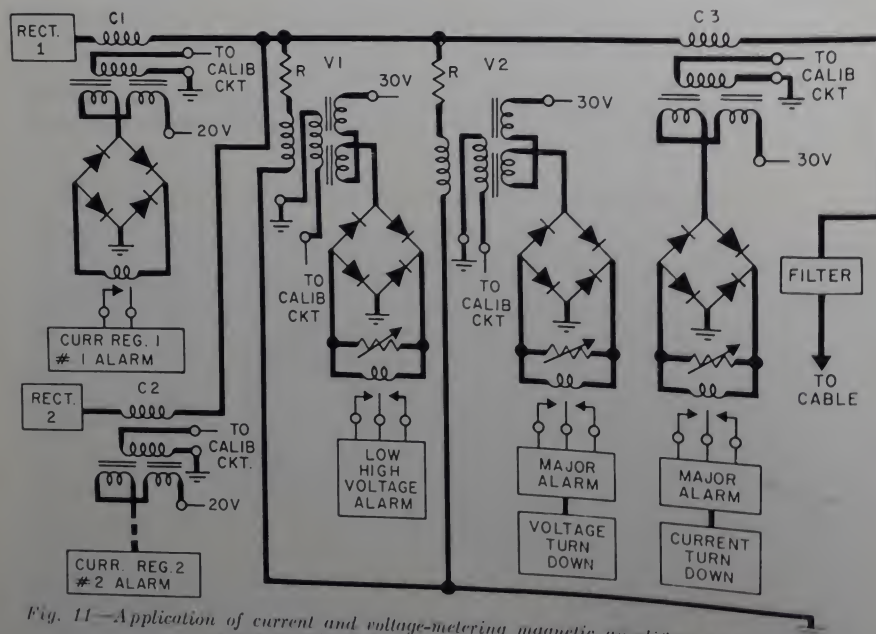 RECT.
1
C1
TO
CALIB
CKT
20V
R
V1
30V
TO
CALIB
CKT
R
V2
30V
TO
CALIB
CKT
C3
TO
CALIB
CKT
30V
FILTER
TO
CABLE
CURR REG. 1
# 1 ALARM
RECT.
2
C2
TO
CALIB
CKT.
20V
CURR. REG. 2
#2 ALARM
LOW
HIGH
VOLTAGE
ALARM
MAJOR
ALARM
VOLTAGE
TURN
DOWN
MAJOR
ALARM
CURRENT
TURN
DOWN
Fig. 11—Application of current and voltage-metering magnetic